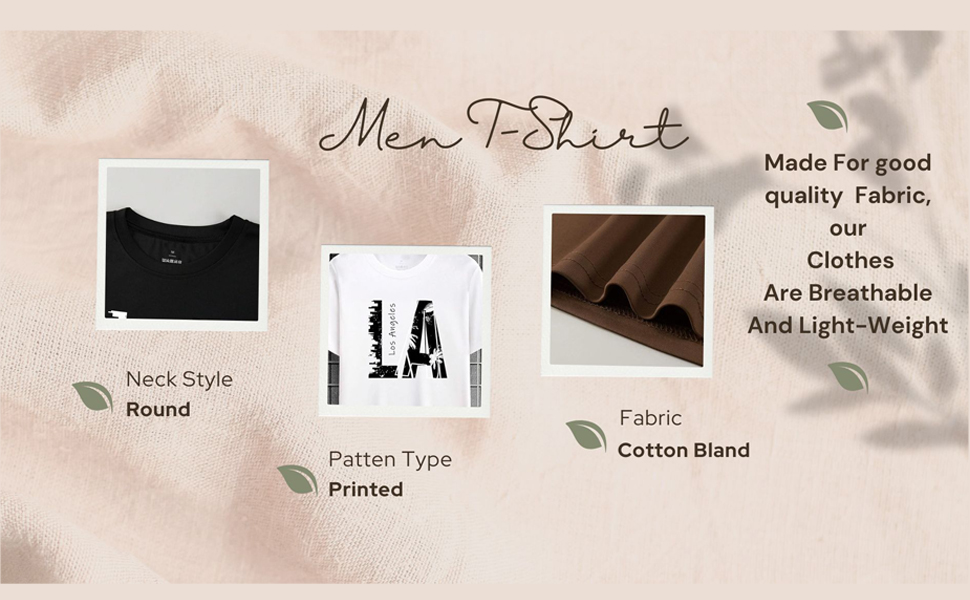 Men T-Shirt
Made For good
quality Fabric,
our
Clothes
Are Breathable
And Light-Weight
Neck Style
Round
Los Angeles
LA
Patten Type
Printed
Fabric
Cotton Bland